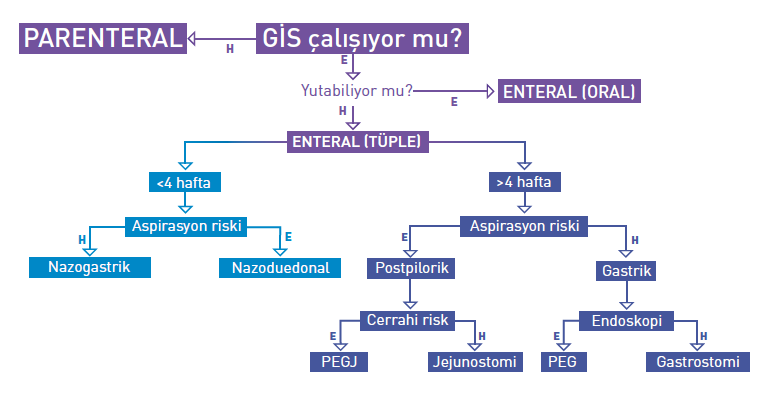 PARENTERAL
H
GİS çalışıyor mu?
E
Yutabiliyor mu?
E
ENTERAL (ORAL)
H
ENTERAL (TÜPLE)
<4 hafta
>4 hafta
Aspirasyon riski
Aspirasyon riski
H
E
E
H
Nazogastrik
Nazoduedonal
Postpilorik
Gastrik
Cerrahi risk
Endoskopi
E
H
E
H
PEGJ
Jejunostomi
PEG
Gastrostomi